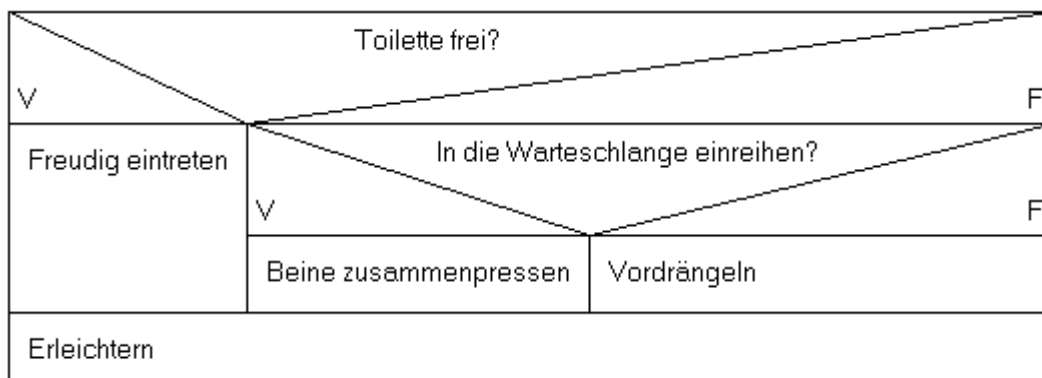 Toilette frei?
V
F
Freudig eintreten
In die Warteschlange einreihen?
V
F
Beine zusammenpressen
Vordrängeln
Erleichtern